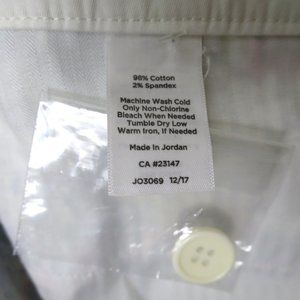 98% Cotton
2% Spandex
Machine Wash Cold
Only Non-Chlorine
Bleach When Needed
Tumble Dry Low
Warm Iron, If Needed
Made In Jordan
CA #23147
JO3069 12/17